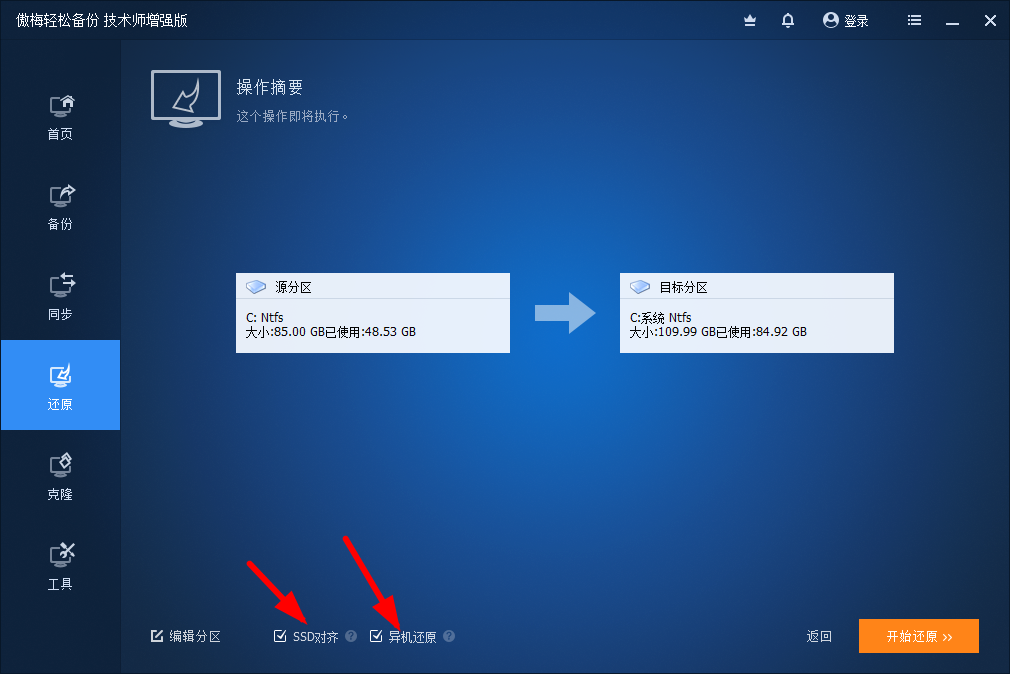 傲梅轻松备份 技术师增强版
登录
首页
备份
同步
还原
克隆
工具
操作摘要
这个操作即将执行。
源分区
C: Ntfs
大小:85.00 GB已使用:48.53 GB
目标分区
C:系统 Ntfs
大小:109.99 GB已使用:84.92 GB
编辑分区
SSD对齐 ?
异机还原 ?
返回
开始还原 >>